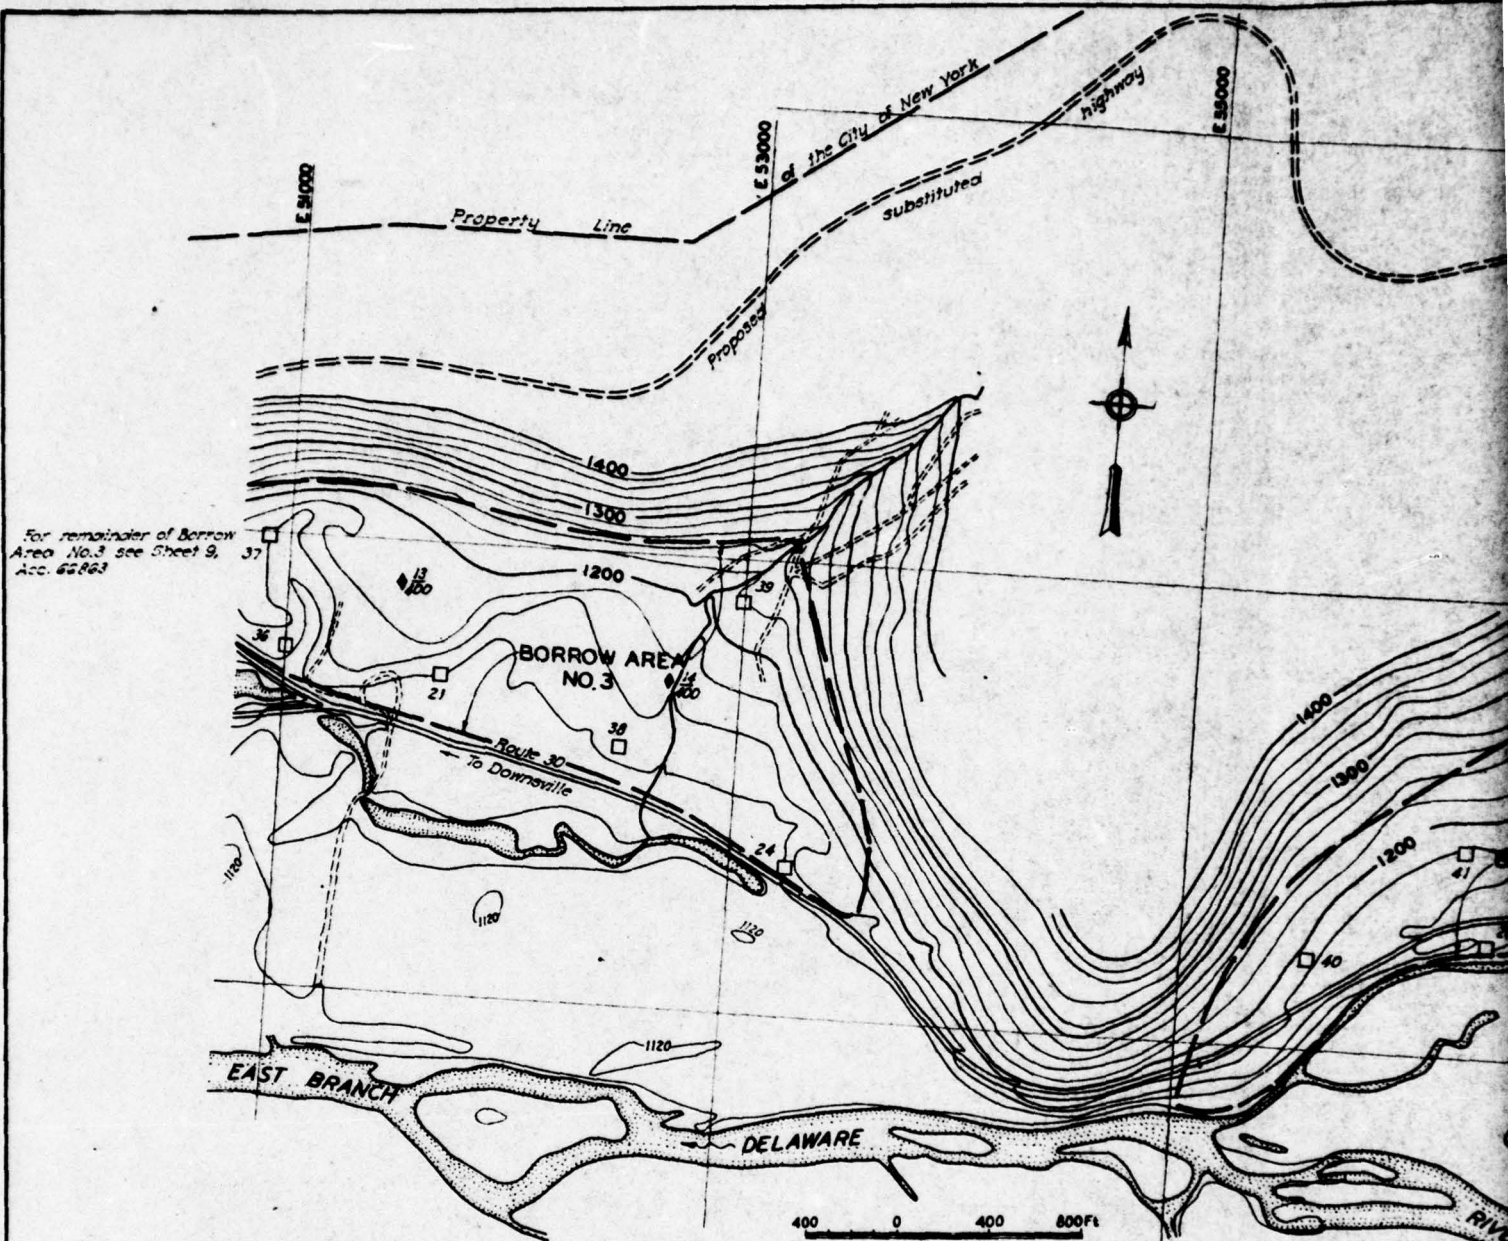 Property Line of the City of New York
E 51000
E 53000
E 55000
Proposed substituted highway
1400
1300
1200
For remainder of Borrow
Area No.3 see Sheet 9,
Acc. 66863
37
13
100
39
36
BORROW AREA
NO.3
21
14
100
38
Route 30
To Downsville
24
1120
1120
1120
1120
1400
1300
1200
41
40
EAST BRANCH
DELAWARE
400 0 400 800Ft